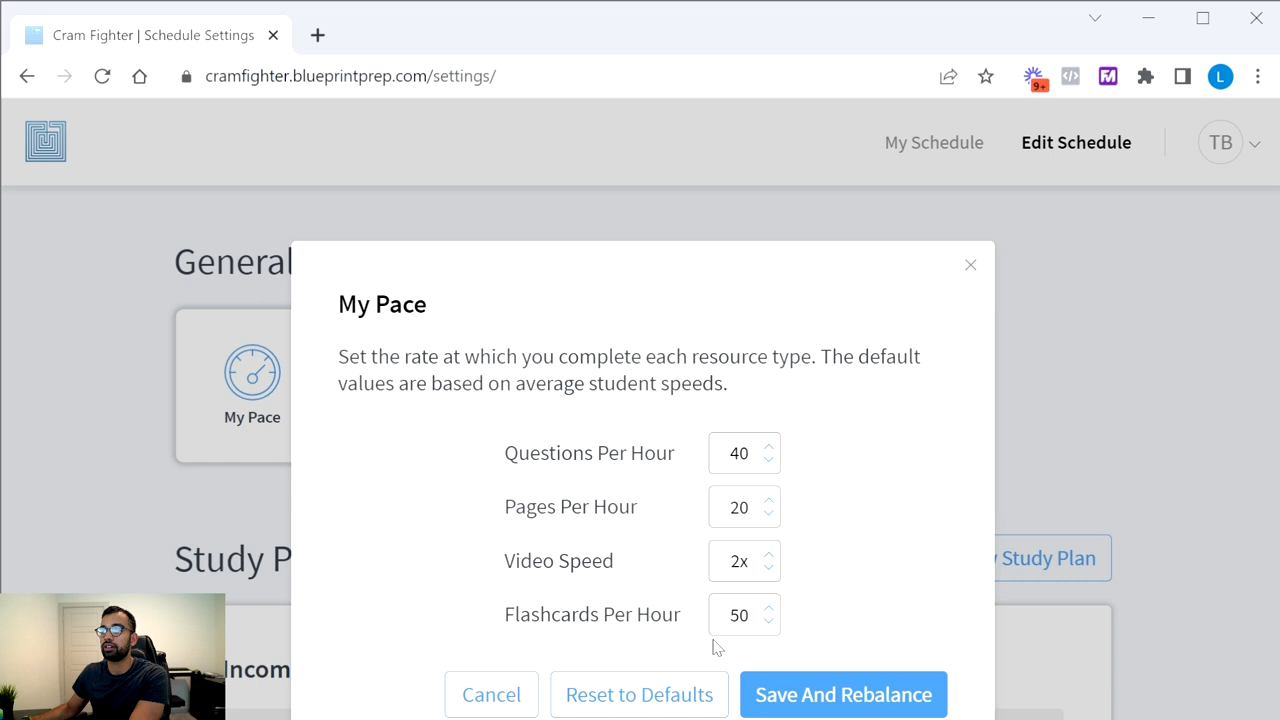 Cram Fighter | Schedule Settings
cramfighter.blueprintprep.com/settings/
9+
L
My Schedule
Edit Schedule
TB
General
My Pace
Set the rate at which you complete each resource type. The default
values are based on average student speeds.
My Pace
Questions Per Hour 40
Pages Per Hour 20
Video Speed 2x
Flashcards Per Hour 50
Study P
Study Plan
Incom
Cancel
Reset to Defaults
Save And Rebalance